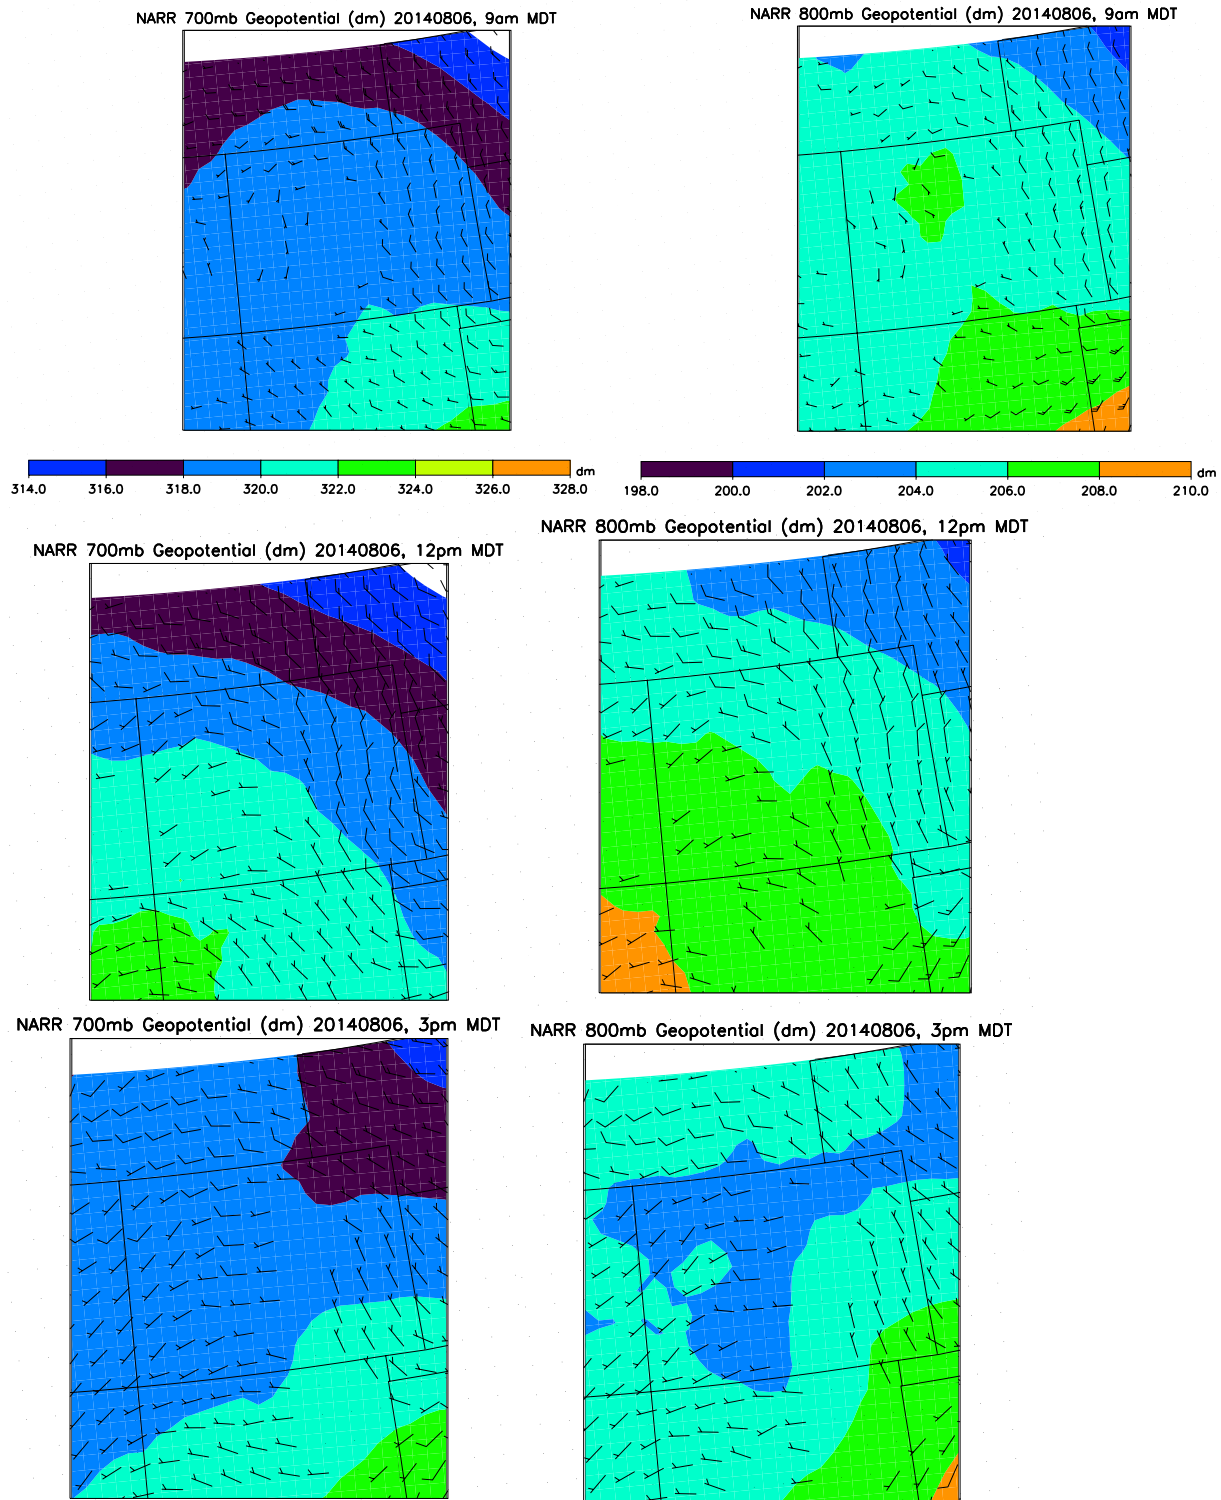 NARR 700mb Geopotential (dm) 20140806, 9am MDT
NARR 800mb Geopotential (dm) 20140806, 9am MDT
314.0 316.0 318.0 320.0 322.0 324.0 326.0 328.0 dm
198.0 200.0 202.0 204.0 206.0 208.0 210.0 dm
NARR 700mb Geopotential (dm) 20140806, 12pm MDT
NARR 800mb Geopotential (dm) 20140806, 12pm MDT
NARR 700mb Geopotential (dm) 20140806, 3pm MDT
NARR 800mb Geopotential (dm) 20140806, 3pm MDT